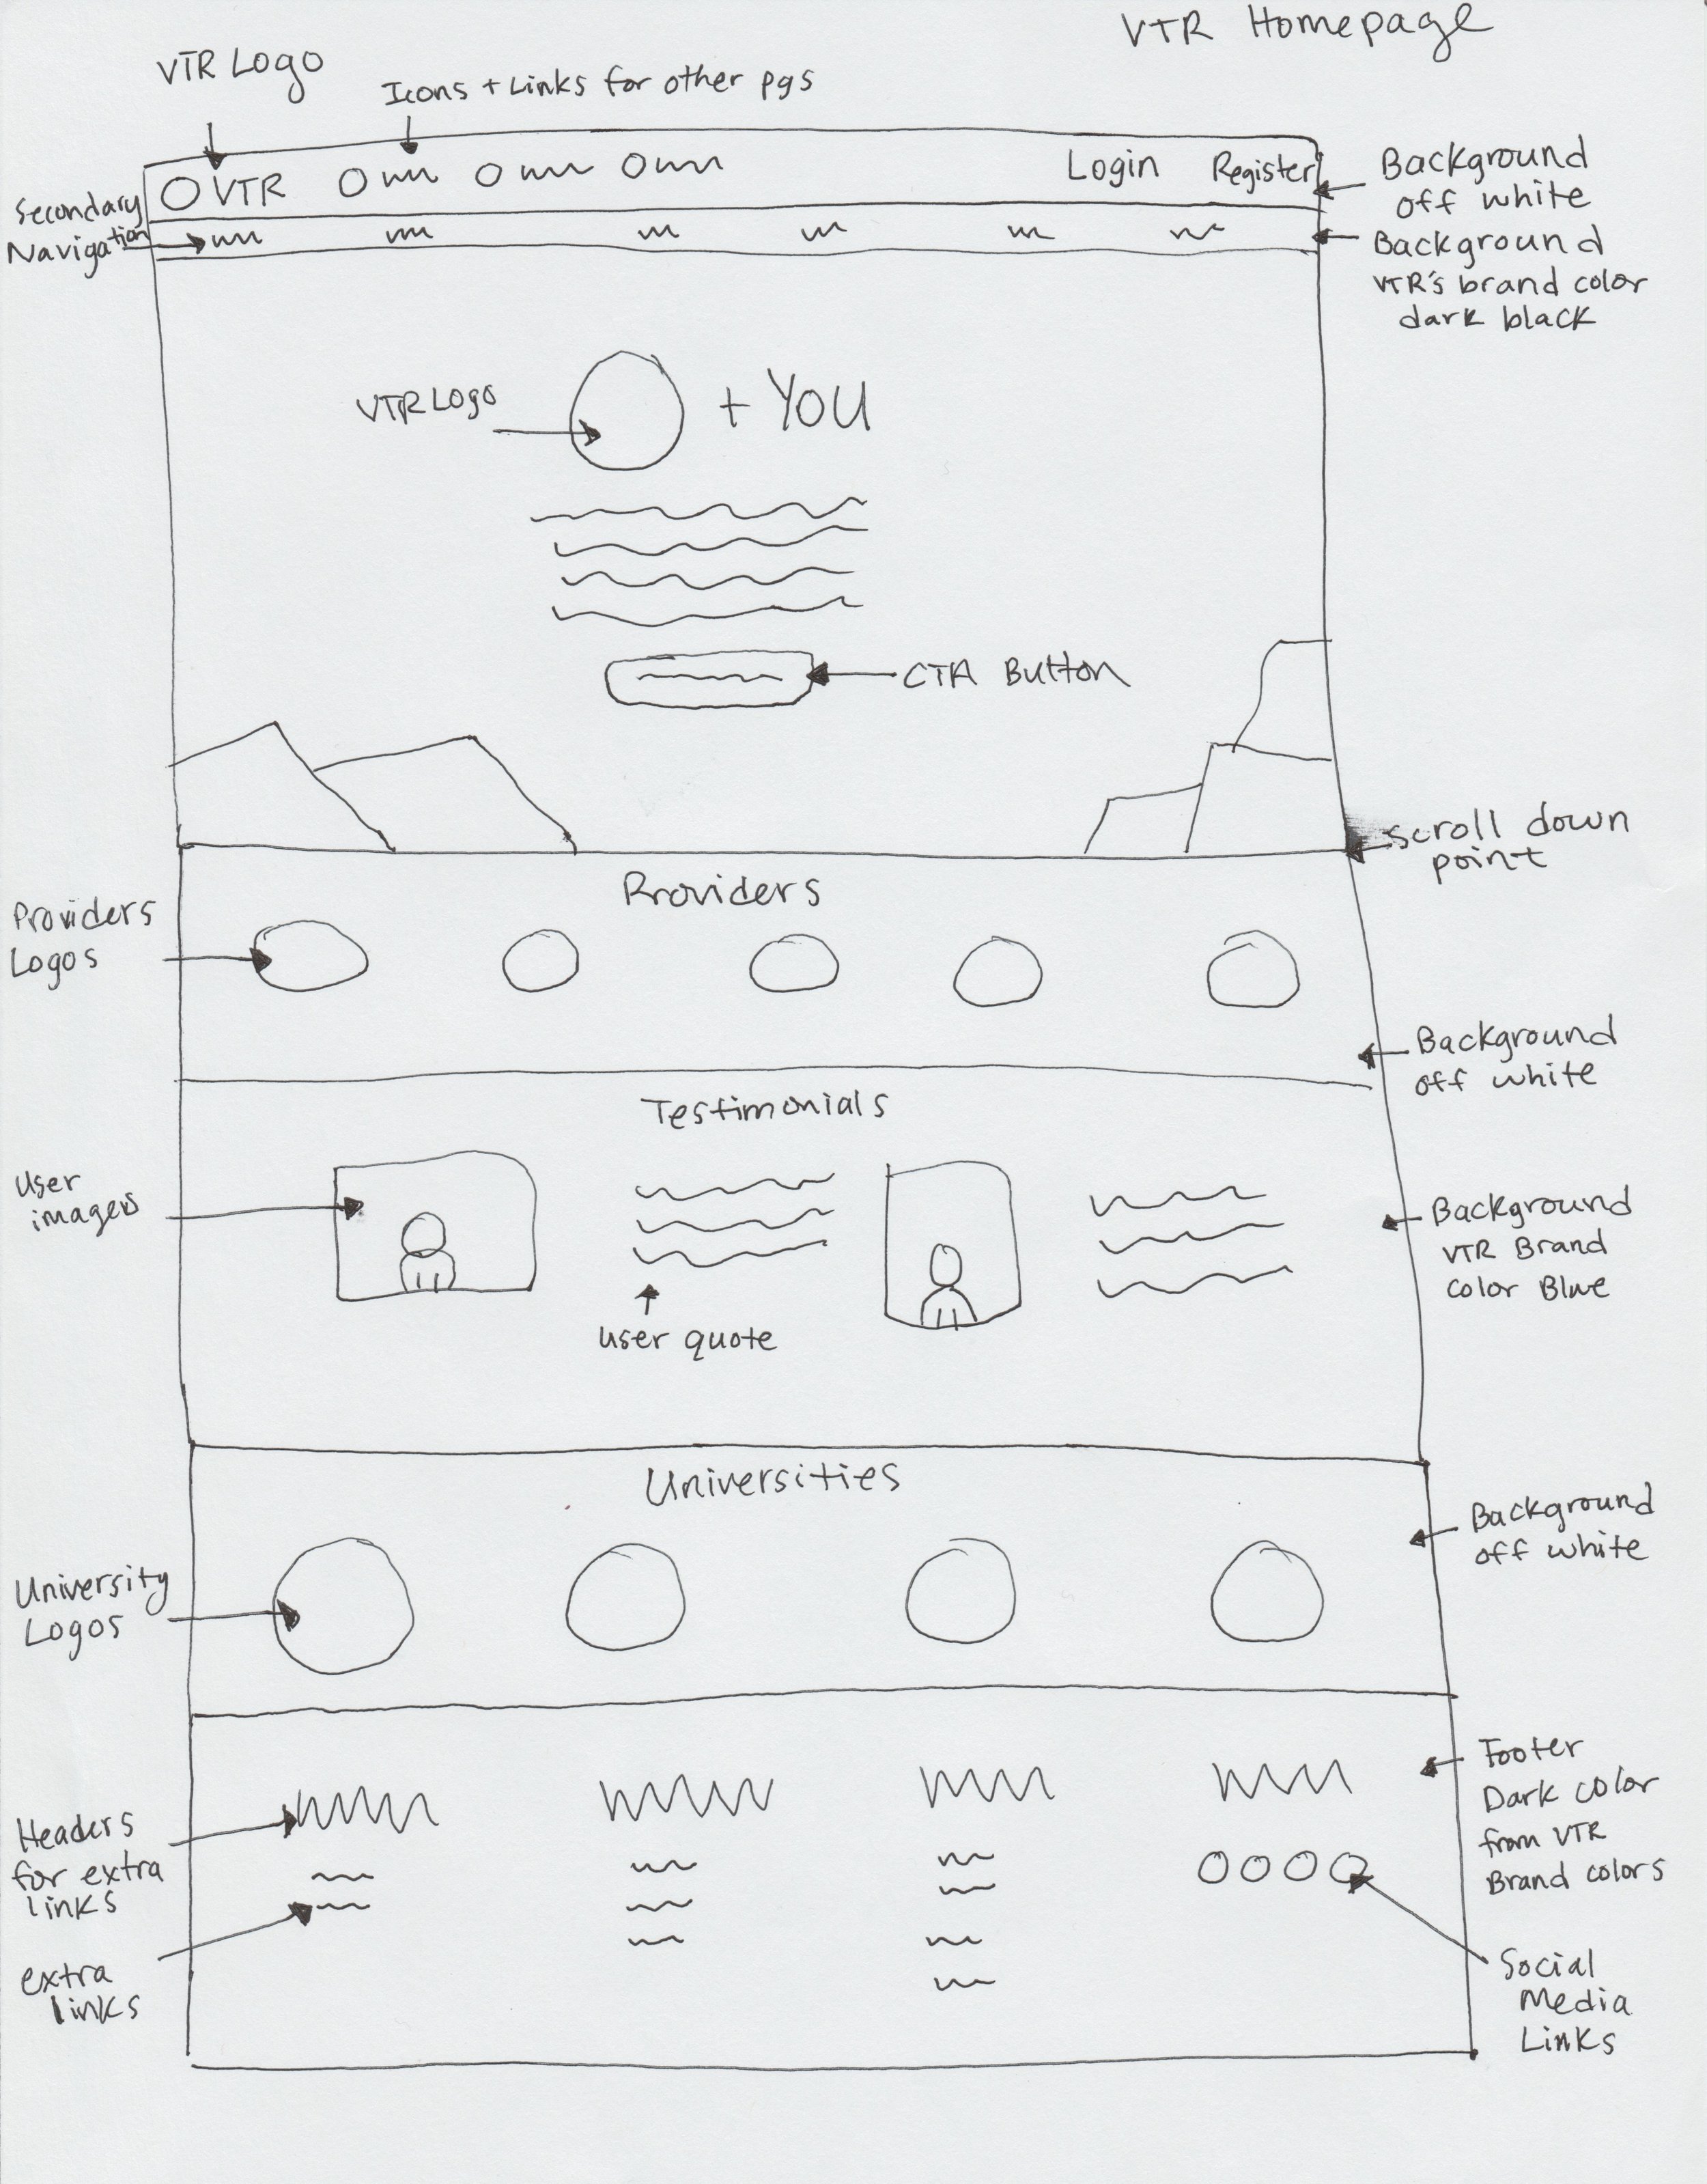 VTR Homepage
VTR Logo
Icons + Links for other pgs
VTR
Login
Register
Background
off white
Secondary
Navigation
Background
VTR's brand color
dark black
VTR Logo
+ YOU
CTA Button
scroll down
point
Providers
Providers
Logos
Background
off white
Testimonials
User
images
Background
VTR Brand
color Blue
user quote
Universities
Background
off white
University
Logos
Footer
Dark color
from VTR
Brand colors
Headers
for extra
links
extra
links
Social
Media
Links